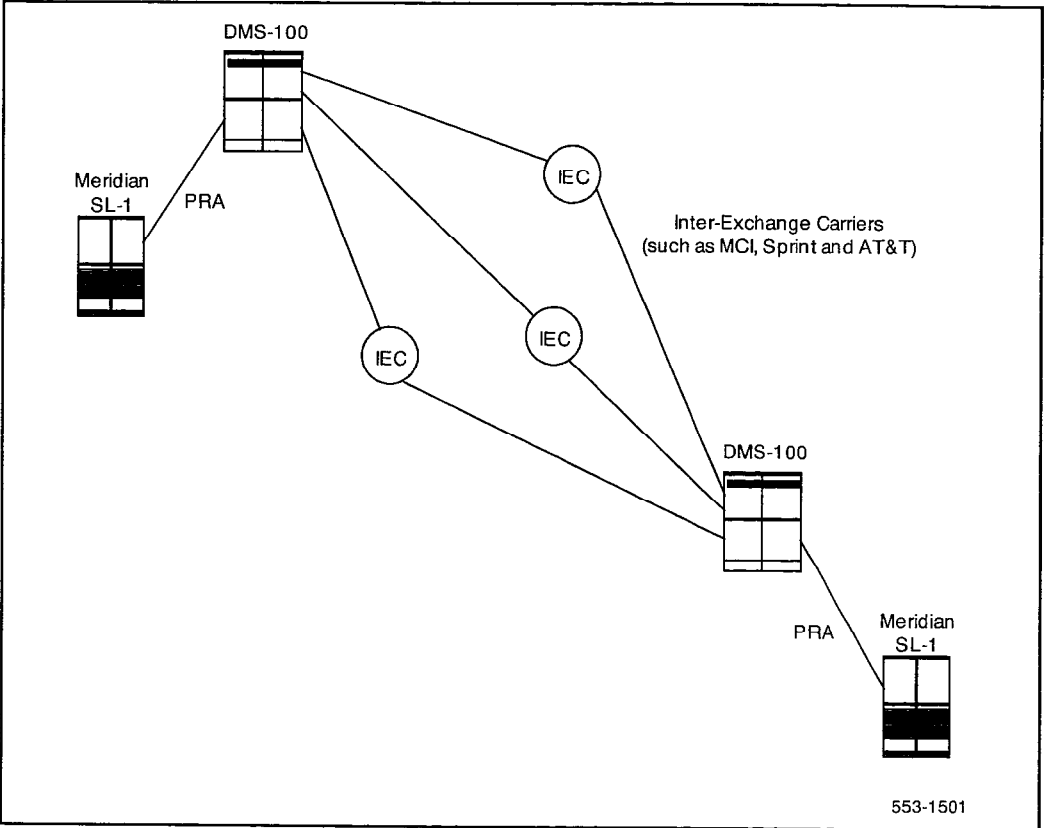 DMS-100
IEC
Meridian
SL-1
PRA
Inter-Exchange Carriers
(such as MCI, Sprint and AT&T)
IEC
IEC
DMS-100
PRA
Meridian
SL-1
553-1501